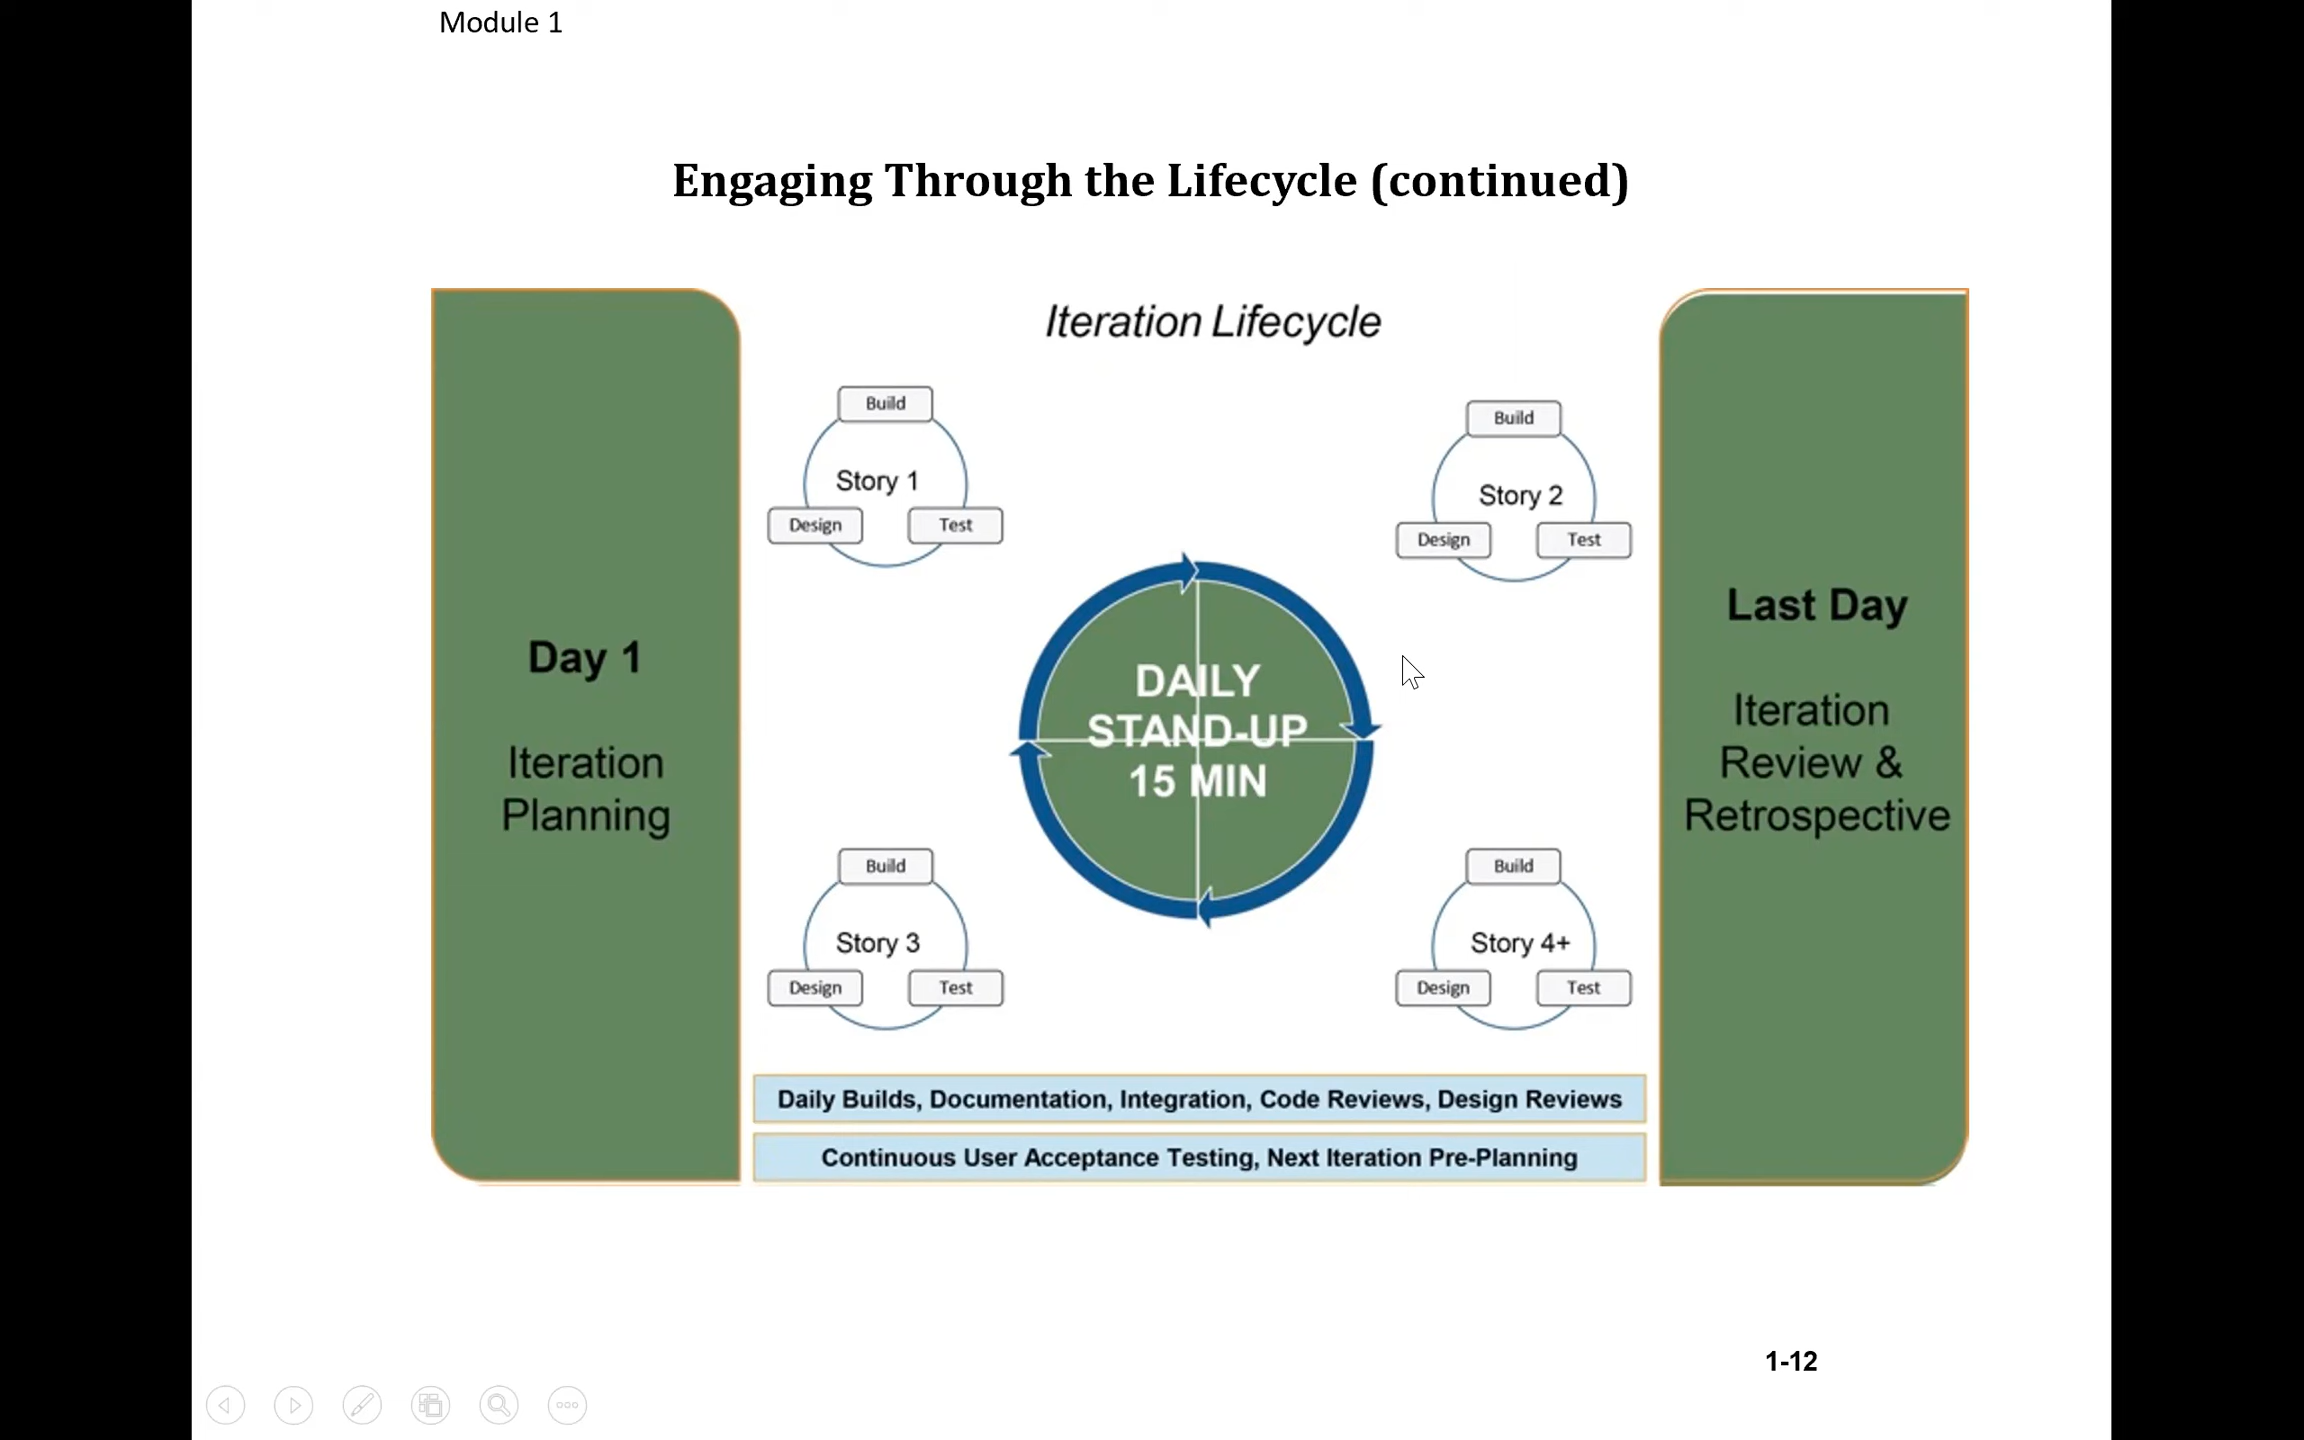 Module 1
Engaging Through the Lifecycle (continued)
Iteration Lifecycle
Day 1
Iteration
Planning
Build
Story 1
Design
Test
Build
Story 2
Design
Test
DAILY
STAND-UP
15 MIN
Build
Story 3
Design
Test
Build
Story 4+
Design
Test
Daily Builds, Documentation, Integration, Code Reviews, Design Reviews
Continuous User Acceptance Testing, Next Iteration Pre-Planning
Last Day
Iteration
Review &
Retrospective
1-12